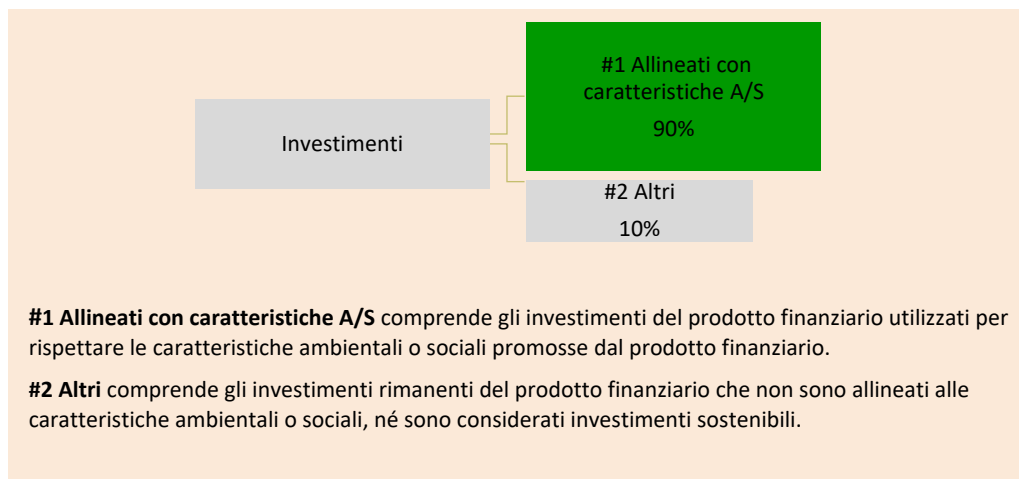 #1 Allineati con
caratteristiche A/S
90%
Investimenti
#2 Altri
10%
#1 Allineati con caratteristiche A/S comprende gli investimenti del prodotto finanziario utilizzati per
rispettare le caratteristiche ambientali o sociali promosse dal prodotto finanziario.
#2 Altri comprende gli investimenti rimanenti del prodotto finanziario che non sono allineati alle
caratteristiche ambientali o sociali, né sono considerati investimenti sostenibili.